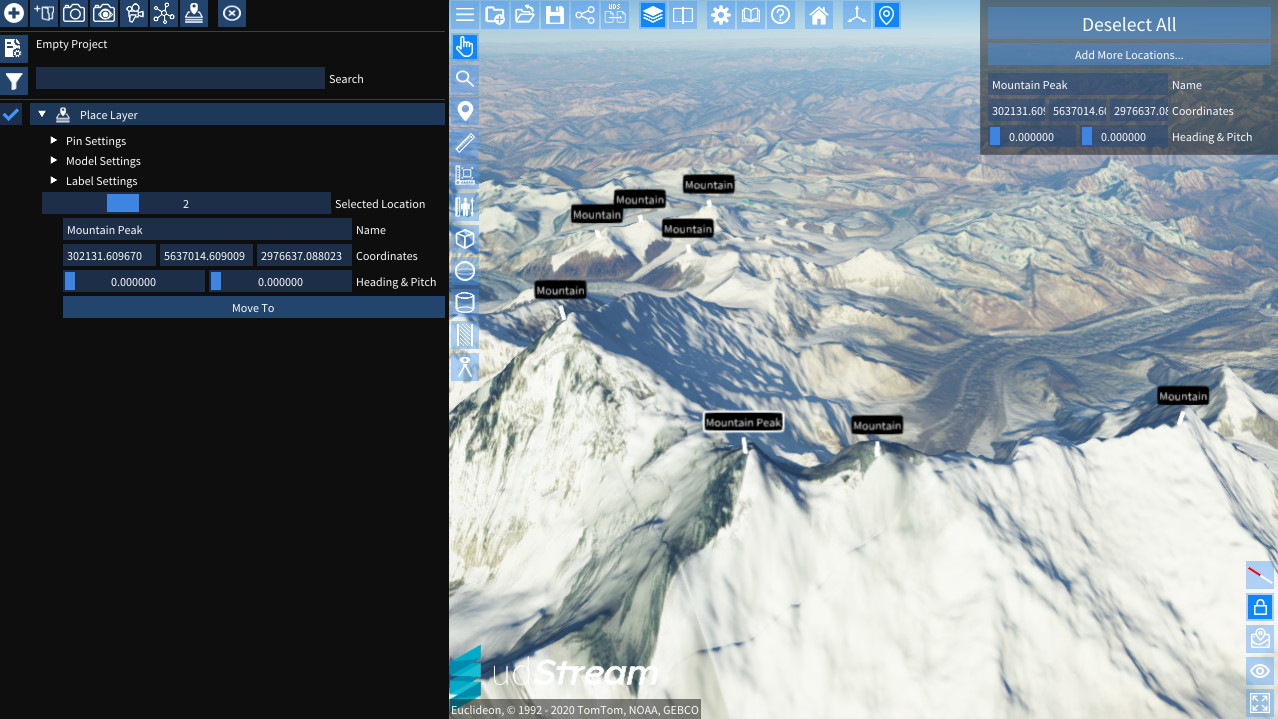 Empty Project
Search
Place Layer
Pin Settings
Model Settings
Label Settings
2 Selected Location
Mountain Peak Name
302131.609670 5637014.609009 2976637.088023 Coordinates
0.000000 0.000000 Heading & Pitch
Move To
UDS
Deselect All
Add More Locations...
Mountain Peak Name
302131.609 5637014.6( 2976637.08 Coordinates
0.000000 0.000000 Heading & Pitch
Mountain
Mountain
Mountain
Mountain
Mountain
Mountain Peak
Mountain
Mountain
udStream
Euclideon, © 1992 - 2020 TomTom, NOAA, GEBCO